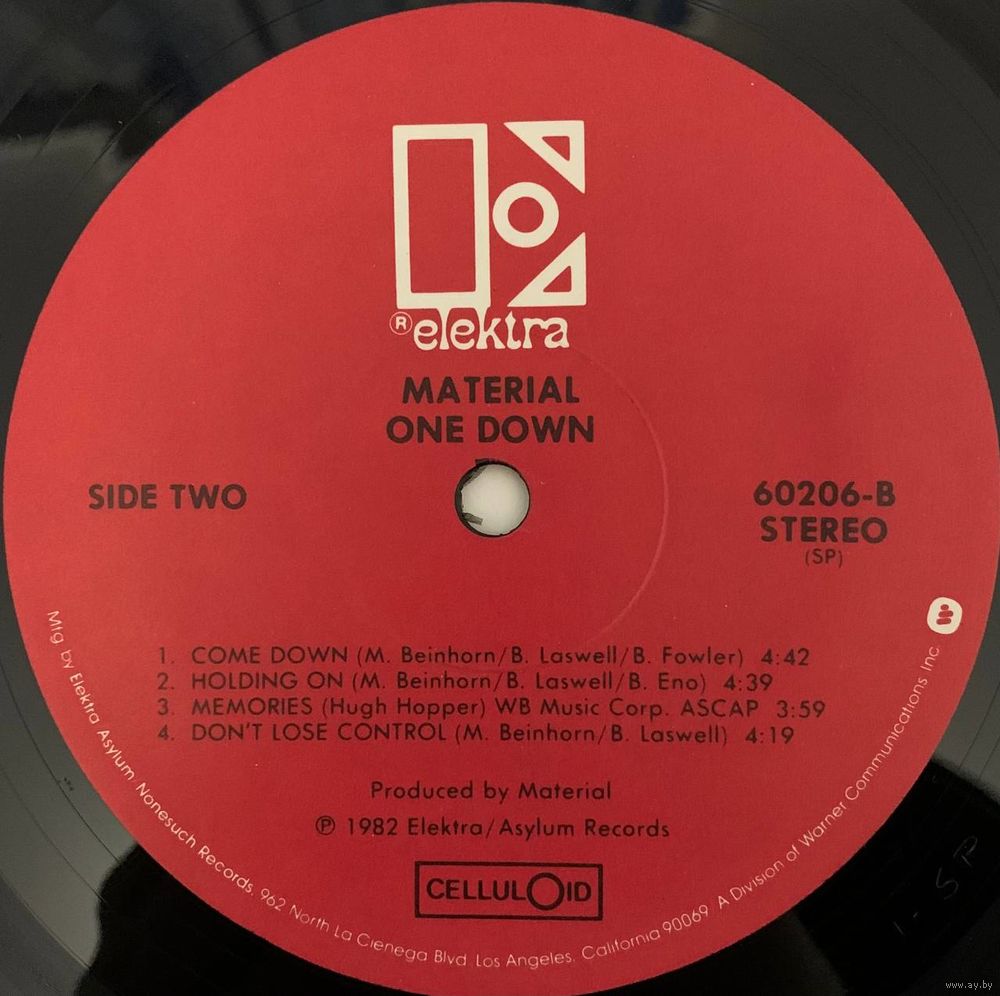 ® elektra
MATERIAL
ONE DOWN
SIDE TWO
60206-B
STEREO
(SP)
1. COME DOWN (M. Beinhorn/B. Laswell/B. Fowler) 4:42
2. HOLDING ON (M. Beinhorn/B. Laswell/B. Eno) 4:39
3. MEMORIES (Hugh Hopper) WB Music Corp. ASCAP 3:59
4. DON'T LOSE CONTROL (M. Beinhorn/B. Laswell) 4:19
Produced by Material
℗ 1982 Elektra/Asylum Records
CELLULOID
Mfg. by Elektra Asylum Nonesuch Records, 962 North La Cienega Blvd. Los Angeles, California 90069 A Division of Warner Communications Inc.
1-SP
www.ay.by